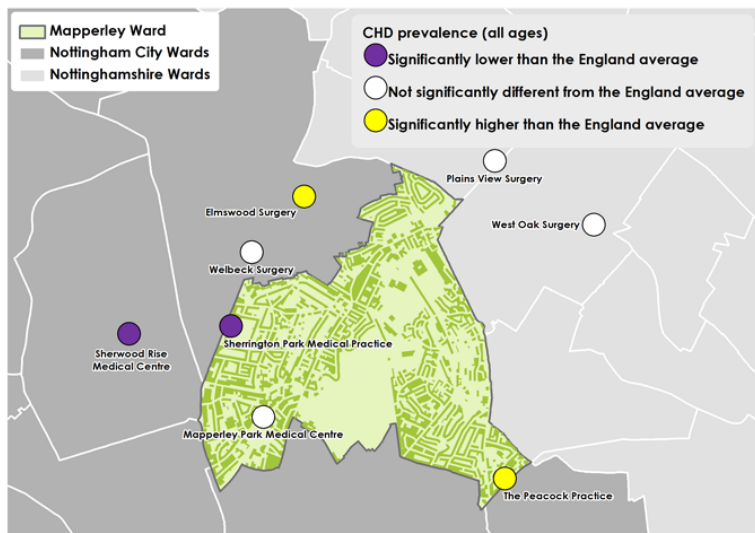 Mapperley Ward
Nottingham City Wards
Nottinghamshire Wards
CHD prevalence (all ages)
Significantly lower than the England average
Not significantly different from the England average
Significantly higher than the England average
Plains View Surgery
Elmswood Surgery
West Oak Surgery
Welbeck Surgery
Sherrington Park Medical Practice
Sherwood Rise
Medical Centre
Mapperley Park Medical Centre
The Peacock Practice